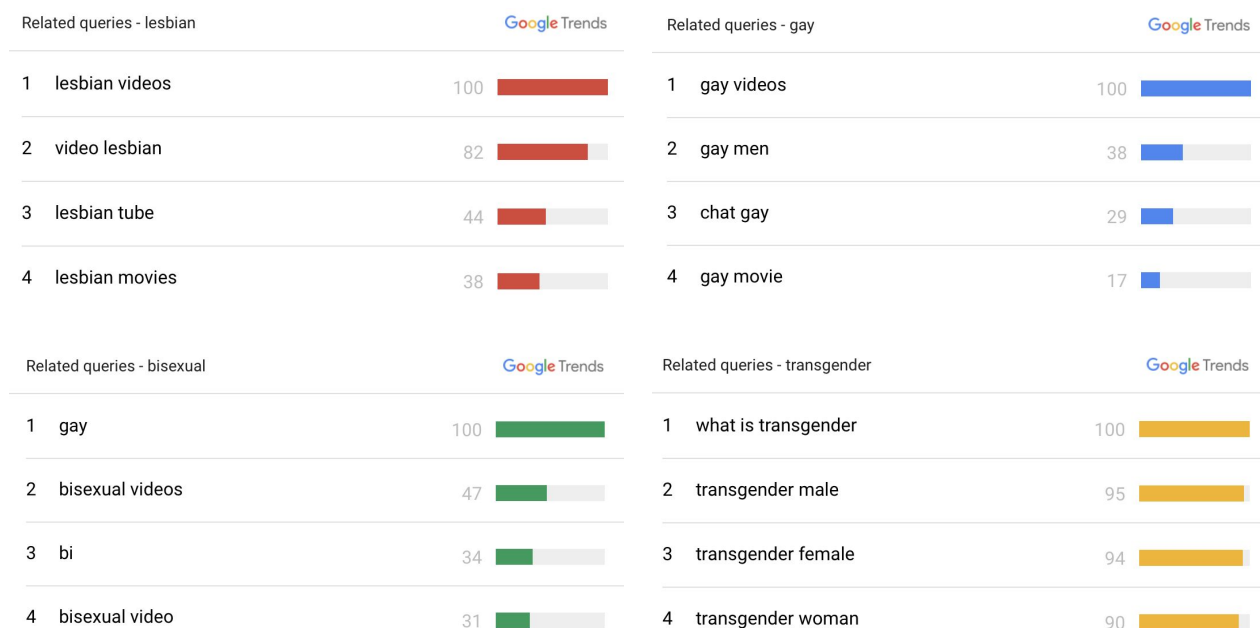 Related queries - lesbian
Google Trends
1 lesbian videos 100
2 video lesbian 82
3 lesbian tube 44
4 lesbian movies 38
Related queries - gay
Google Trends
1 gay videos 100
2 gay men 38
3 chat gay 29
4 gay movie 17
Related queries - bisexual
Google Trends
1 gay 100
2 bisexual videos 47
3 bi 34
4 bisexual video 31
Related queries - transgender
Google Trends
1 what is transgender 100
2 transgender male 95
3 transgender female 94
4 transgender woman 90